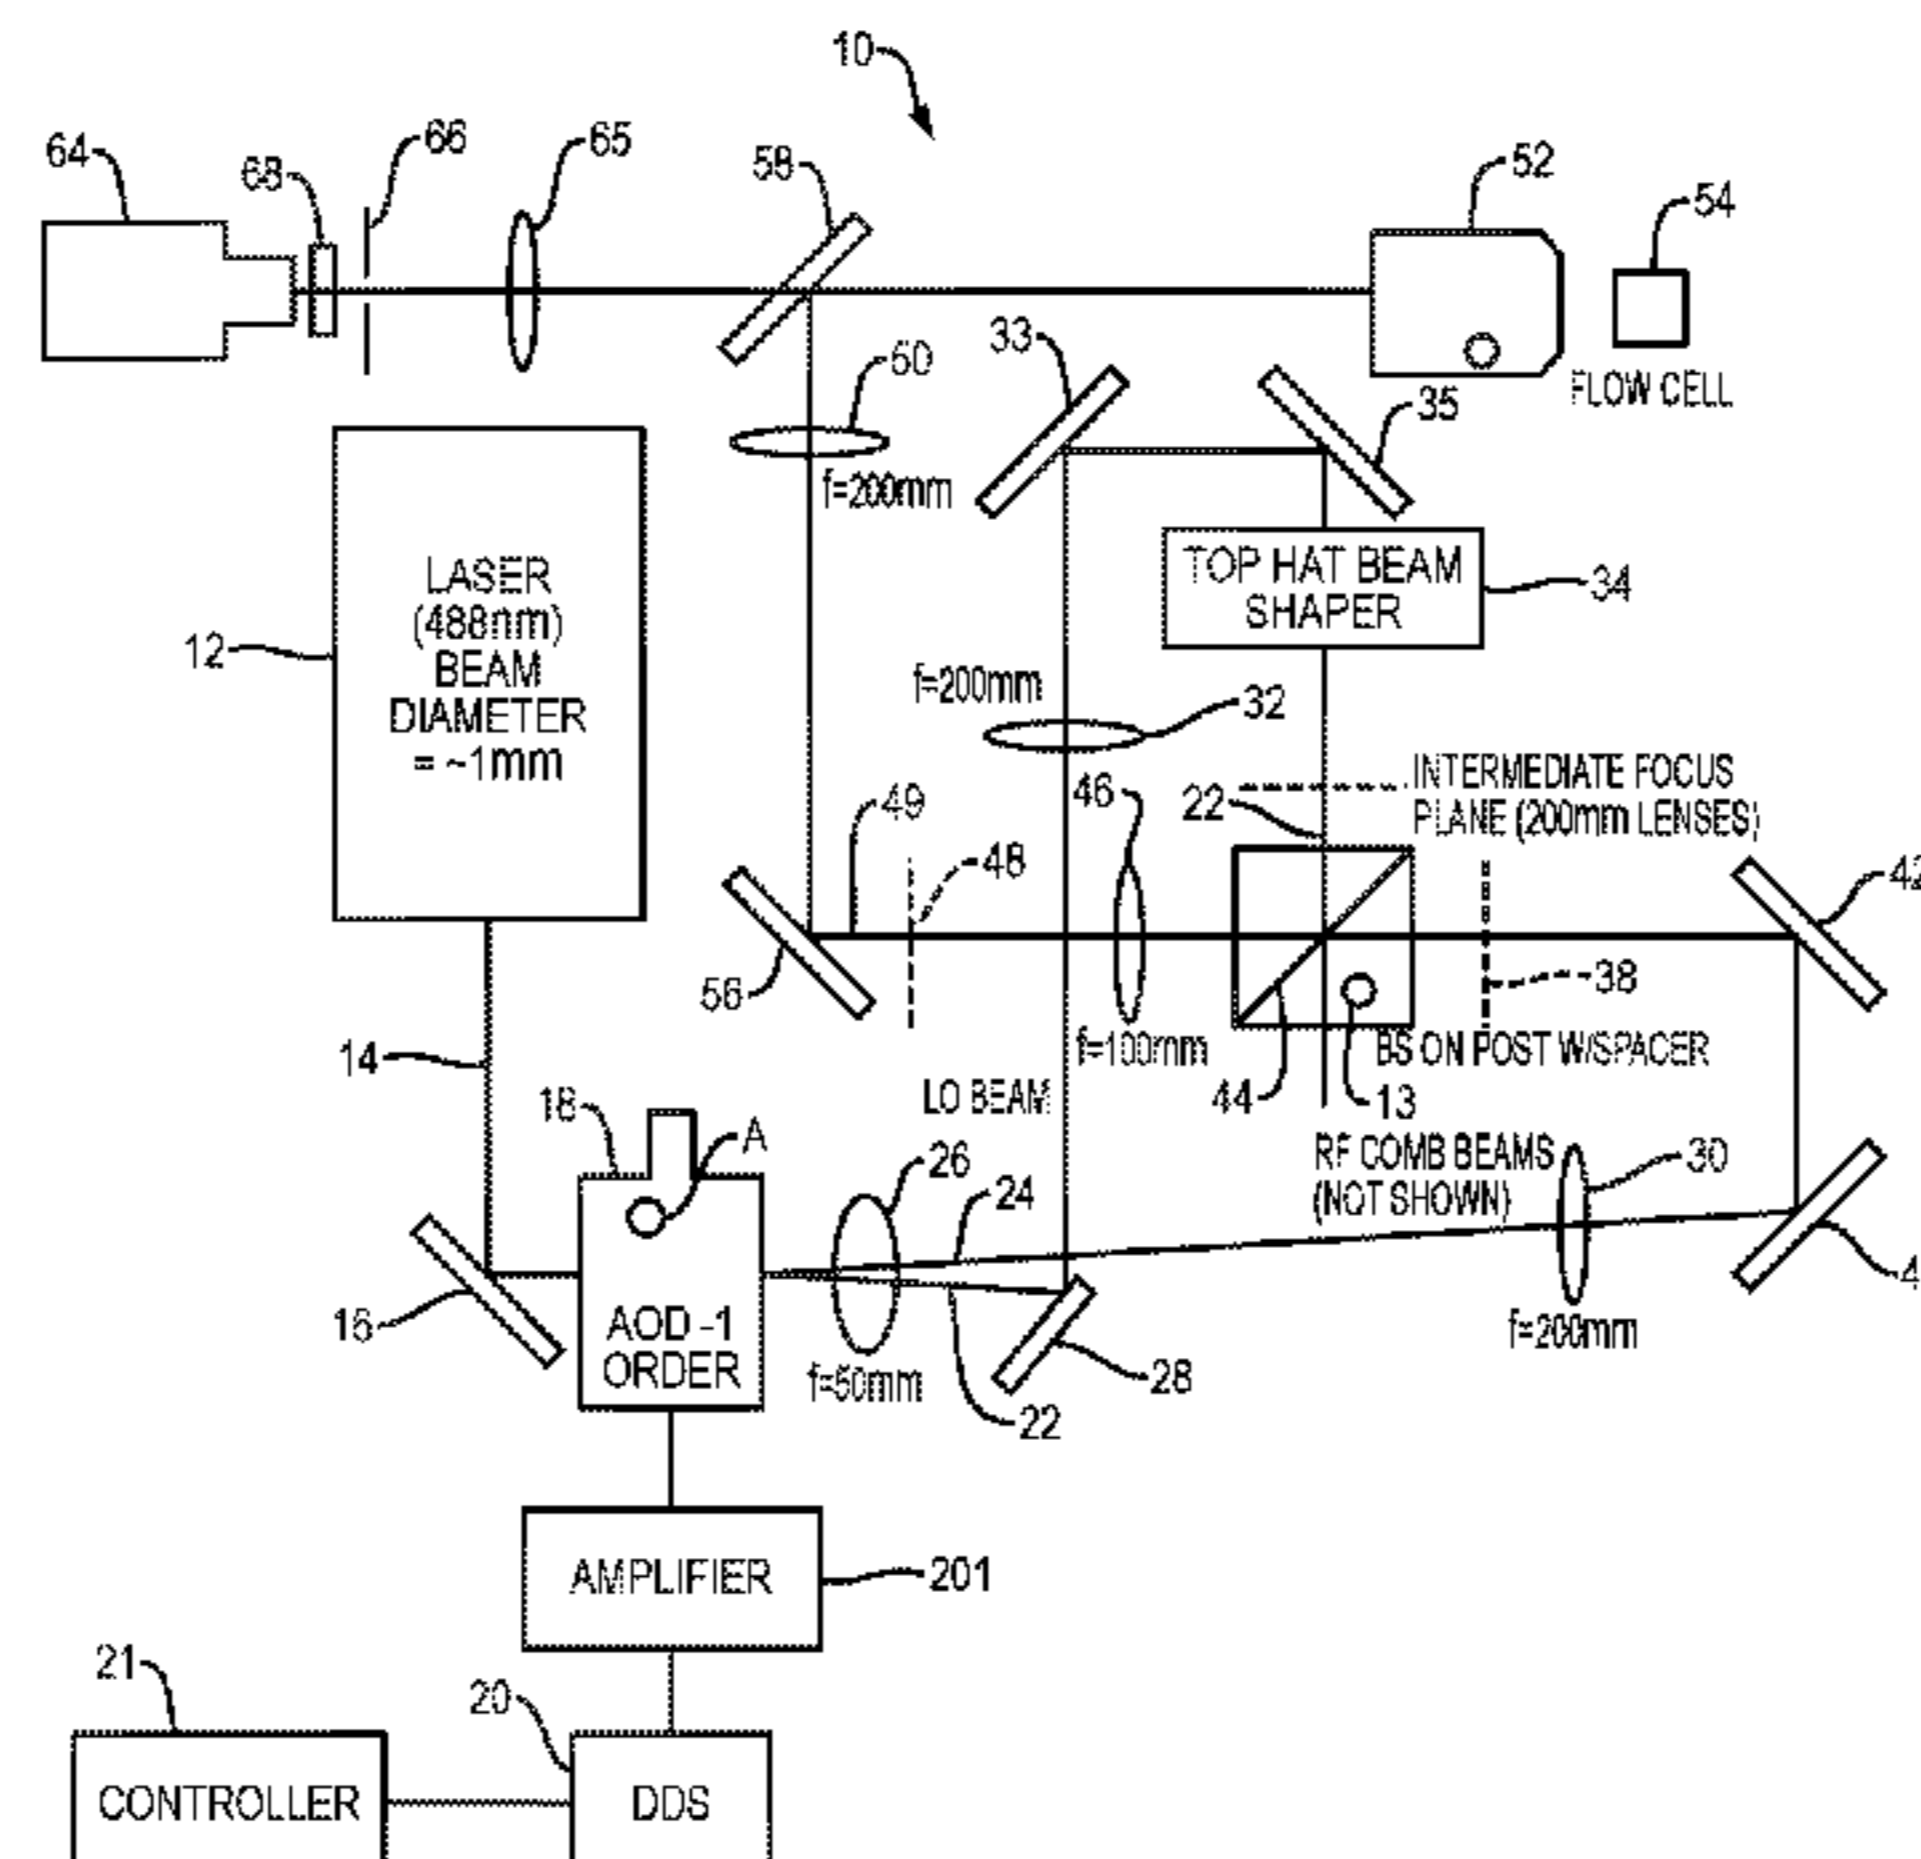 10
64
68
66
65
58
52
54
FLOW CELL
33
35
50
f=200mm
LASER
(488nm)
BEAM
DIAMETER
= ~1mm
12
TOP HAT BEAM
SHAPER
34
f=200mm
32
INTERMEDIATE FOCUS
PLANE (200mm LENSES)
22
46
49
48
42
56
38
f=100mm
BS ON POST W/SPACER
44
13
14
LO BEAM
18
A
26
24
RF COMB BEAMS
(NOT SHOWN)
30
4
16
AOD -1
ORDER
f=50mm
22
28
f=200mm
AMPLIFIER
201
21
20
CONTROLLER
DDS